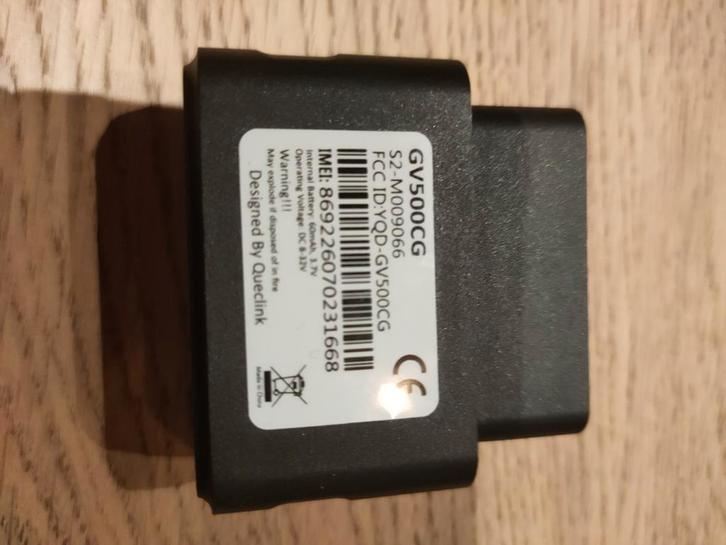 GV500CG
S2-M009066
FCC ID:YQD-GV500CG
CE
IMEI: 869226070231668
Internal Battery: 60mAh, 3.7V
Operating Voltage: DC 8-32V
Warning!!!
May explode if disposed of in fire
Designed By Queclink
Made in China